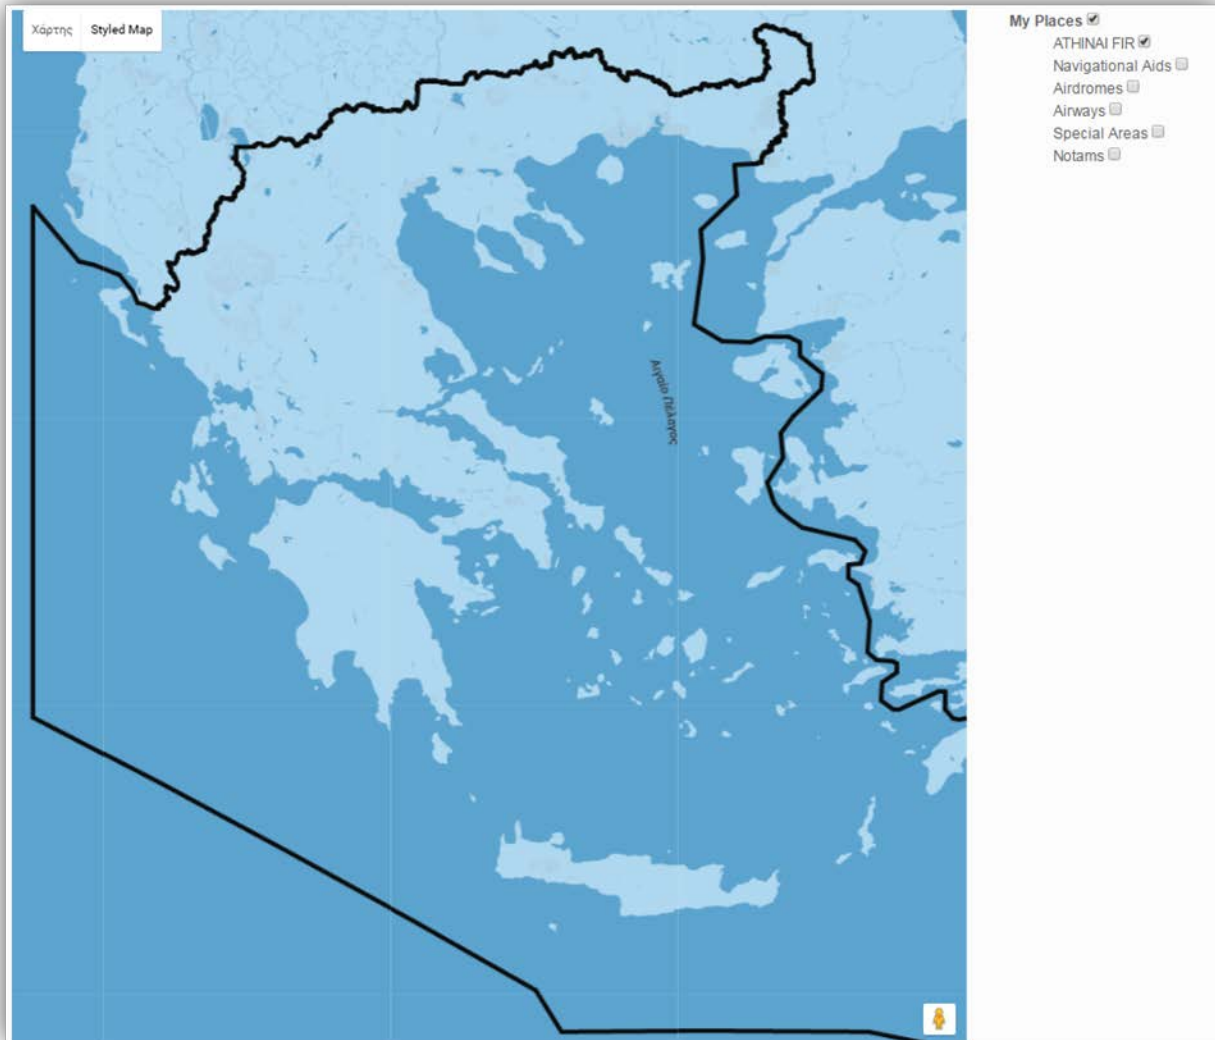 Χάρτης Styled Map
My Places
ATHINAI FIR
Navigational Aids
Airdromes
Airways
Special Areas
Notams
Αιγαίο Πέλαγος